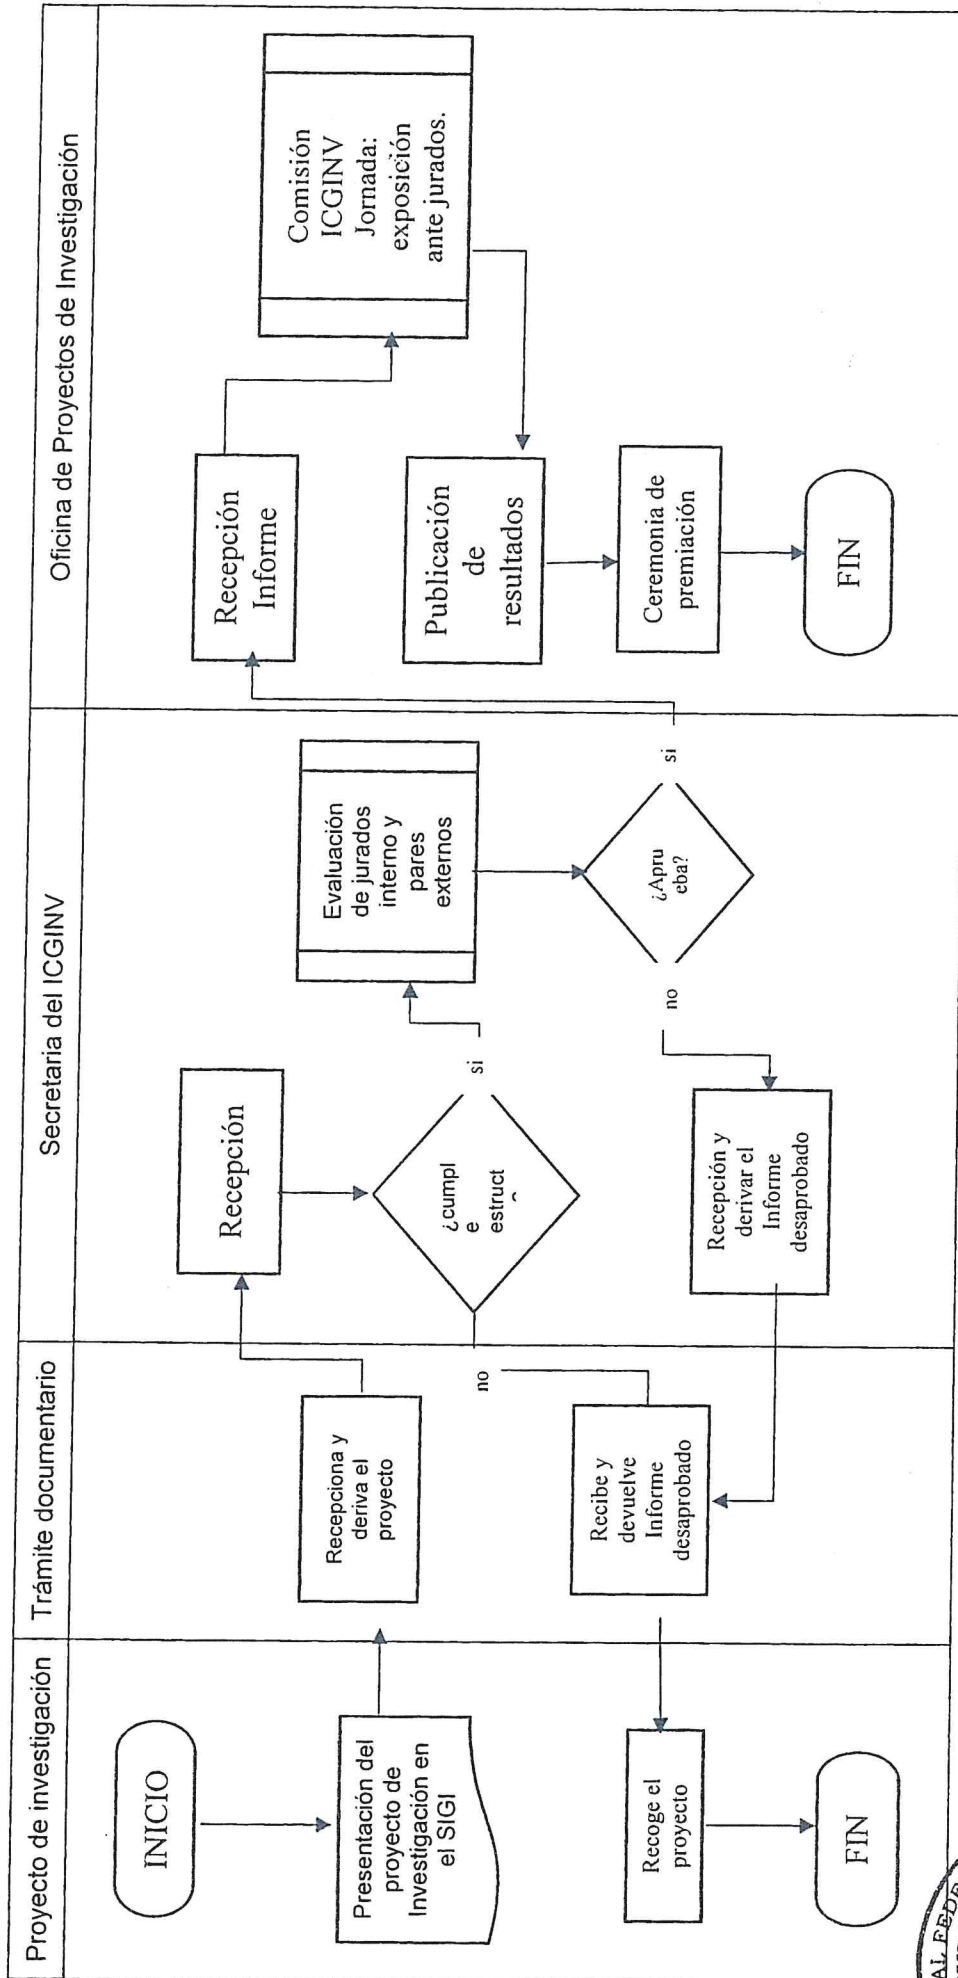 Proyecto de investigación
Trámite documentario
Secretaria del ICGINV
Oficina de Proyectos de Investigación
INICIO
Presentación del
proyecto de
Investigación en
el SIGI
Recepciona y
deriva el
proyecto
Recepción
¿cumpl
e
estruct
si
no
Evaluación
de jurados
interno y
pares
externos
¿Apru
eba?
si
no
Recepción
Informe
Comisión
ICGINV
Jornada:
exposición
ante jurados.
Publicación
de
resultados
Ceremonia de
premiación
FIN
Recepción y
derivar el
Informe
desaprobado
Recibe y
devuelve
Informe
desaprobado
Recoge el
proyecto
FIN